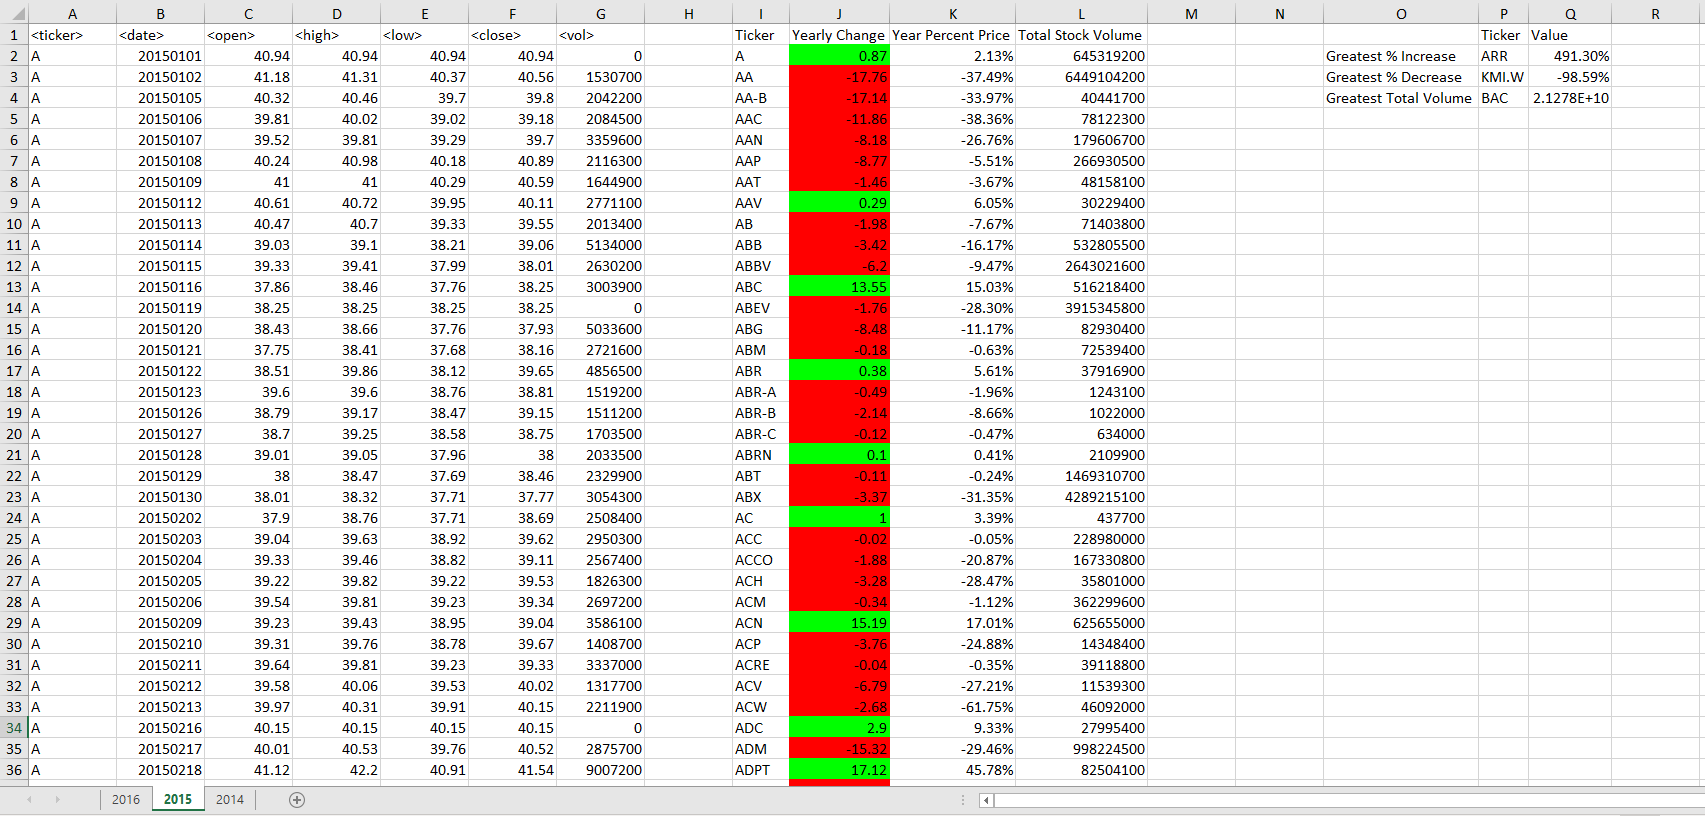 A B C D E F G H I J K L M N O P Q R
1 <ticker> <date> <open> <high> <low> <close> <vol> Ticker Yearly Change Year Percent Price Total Stock Volume Ticker Value
2 A 20150101 40.94 40.94 40.94 40.94 0 A 0.87 2.13% 645319200 Greatest % Increase ARR 491.30%
3 A 20150102 41.18 41.31 40.37 40.56 1530700 AA -17.76 -37.49% 6449104200 Greatest % Decrease KMI.W -98.59%
4 A 20150105 40.32 40.46 39.7 39.8 2042200 AA-B -17.14 -33.97% 40441700 Greatest Total Volume BAC 2.1278E+10
5 A 20150106 39.81 40.02 39.02 39.18 2084500 AAC -11.86 -38.36% 78122300
6 A 20150107 39.52 39.81 39.29 39.7 3359600 AAN -8.18 -26.76% 179606700
7 A 20150108 40.24 40.98 40.18 40.89 2116300 AAP -8.77 -5.51% 266930500
8 A 20150109 41 41 40.29 40.59 1644900 AAT -1.46 -3.67% 48158100
9 A 20150112 40.61 40.72 39.95 40.11 2771100 AAV 0.29 6.05% 30229400
10 A 20150113 40.47 40.7 39.33 39.55 2013400 AB -1.98 -7.67% 71403800
11 A 20150114 39.03 39.1 38.21 39.06 5134000 ABB -3.42 -16.17% 532805500
12 A 20150115 39.33 39.41 37.99 38.01 2630200 ABBV -6.2 -9.47% 2643021600
13 A 20150116 37.86 38.46 37.76 38.25 3003900 ABC 13.55 15.03% 516218400
14 A 20150119 38.25 38.25 38.25 38.25 0 ABEV -1.76 -28.30% 3915345800
15 A 20150120 38.43 38.66 37.76 37.93 5033600 ABG -8.48 -11.17% 82930400
16 A 20150121 37.75 38.41 37.68 38.16 2721600 ABM -0.18 -0.63% 72539400
17 A 20150122 38.51 39.86 38.12 39.65 4856500 ABR 0.38 5.61% 37916900
18 A 20150123 39.6 39.6 38.76 38.81 1519200 ABR-A -0.49 -1.96% 1243100
19 A 20150126 38.79 39.17 38.47 39.15 1511200 ABR-B -2.14 -8.66% 1022000
20 A 20150127 38.7 39.25 38.58 38.75 1703500 ABR-C -0.12 -0.47% 634000
21 A 20150128 39.01 39.05 37.96 38 2033500 ABRN 0.1 0.41% 2109900
22 A 20150129 38 38.47 37.69 38.46 2329900 ABT -0.11 -0.24% 1469310700
23 A 20150130 38.01 38.32 37.71 37.77 3054300 ABX -3.37 -31.35% 4289215100
24 A 20150202 37.9 38.76 37.71 38.69 2508400 AC 1 3.39% 437700
25 A 20150203 39.04 39.63 38.92 39.62 2950300 ACC -0.02 -0.05% 228980000
26 A 20150204 39.33 39.46 38.82 39.11 2567400 ACCO -1.88 -20.87% 167330800
27 A 20150205 39.22 39.82 39.22 39.53 1826300 ACH -3.28 -28.47% 35801000
28 A 20150206 39.54 39.81 39.23 39.34 2697200 ACM -0.34 -1.12% 362299600
29 A 20150209 39.23 39.43 38.95 39.04 3586100 ACN 15.19 17.01% 625655000
30 A 20150210 39.31 39.76 38.78 39.67 1408700 ACP -3.76 -24.88% 14348400
31 A 20150211 39.64 39.81 39.23 39.33 3337000 ACRE -0.04 -0.35% 39118800
32 A 20150212 39.58 40.06 39.53 40.02 1317700 ACV -6.79 -27.21% 11539300
33 A 20150213 39.97 40.31 39.91 40.15 2211900 ACW -2.68 -61.75% 46092000
34 A 20150216 40.15 40.15 40.15 40.15 0 ADC 2.9 9.33% 27995400
35 A 20150217 40.01 40.53 39.76 40.52 2875700 ADM -15.32 -29.46% 998224500
36 A 20150218 41.12 42.2 40.91 41.54 9007200 ADPT 17.12 45.78% 82504100
2016 2015 2014